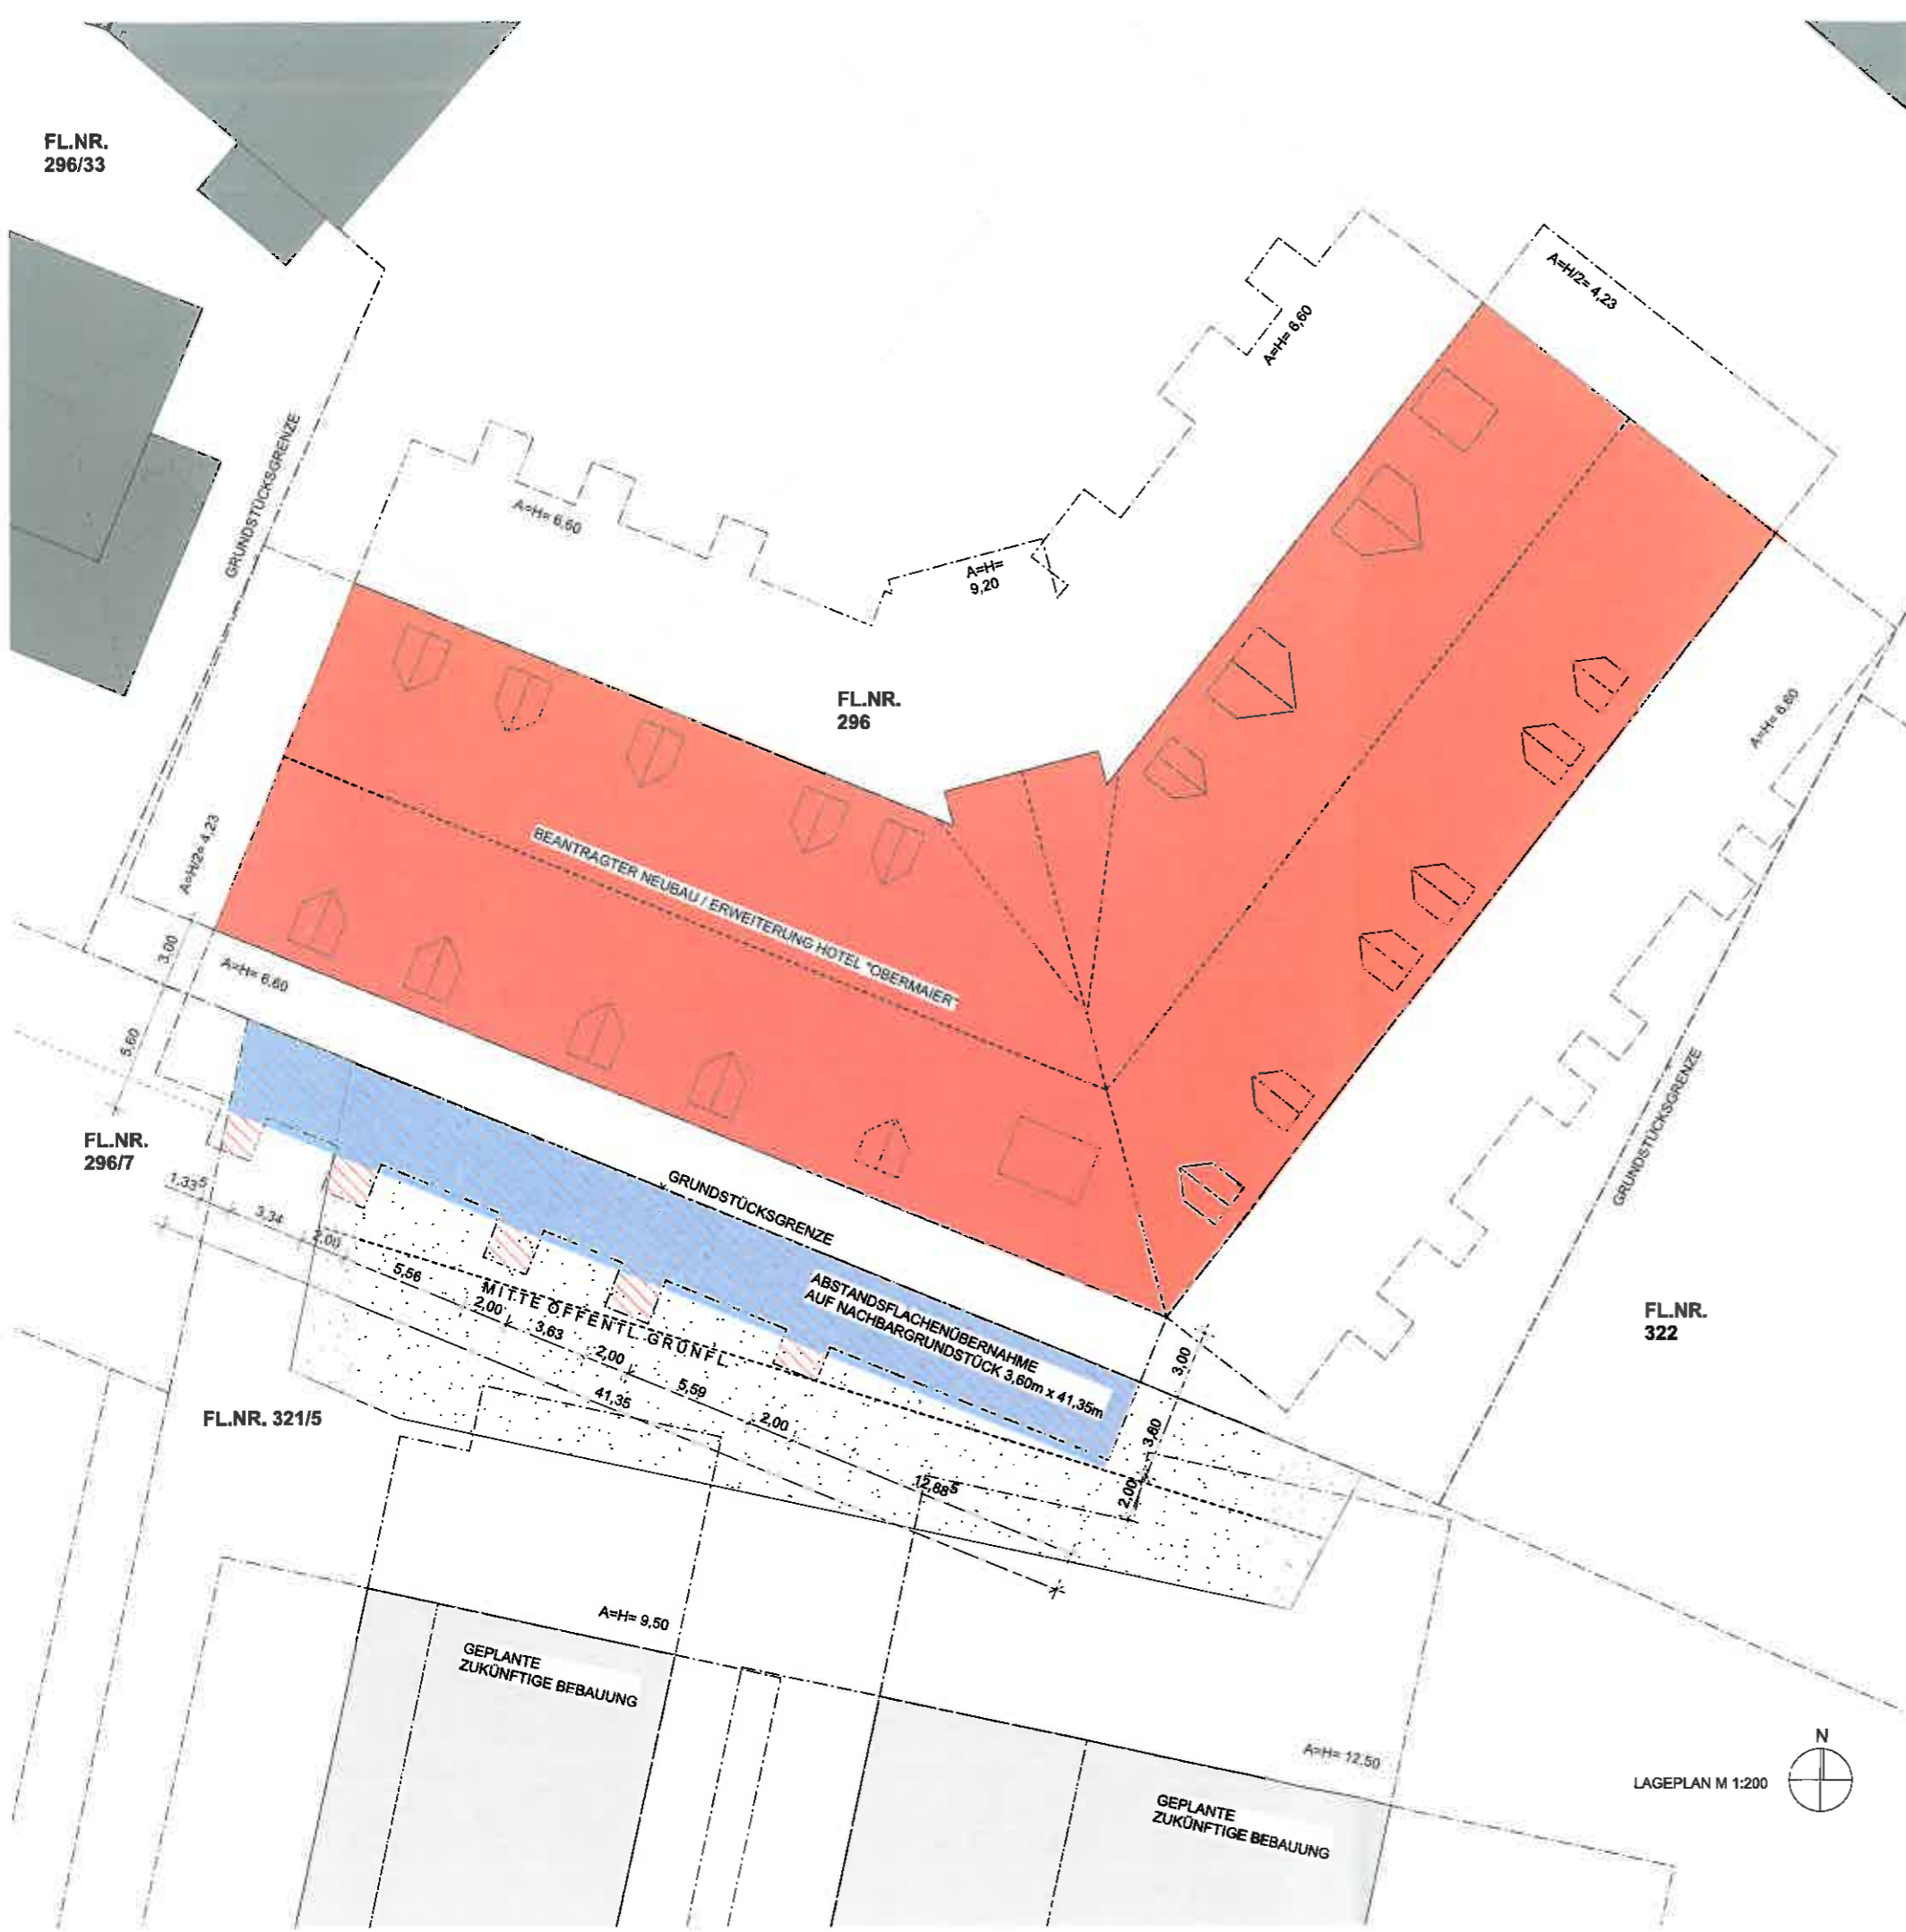 FL.NR.
296/33
A=H/2= 4,23
A=H= 6,60
GRUNDSTÜCKSGRENZE
A=H= 6,60
A=H=
9,20
FL.NR.
296
A=H= 6,60
A=H/2= 4,23
BEANTRAGTER NEUBAU / ERWEITERUNG HOTEL "OBERMAIER"
3,00
A=H= 6,60
5,60
FL.NR.
296/7
GRUNDSTÜCKSGRENZE
GRUNDSTÜCKSGRENZE
1,33⁵
3,34
2,00
5,56
2,00
3,63
2,00
5,59
2,00
12,88⁵
41,35
MITTE ÖFFENTL. GRÜNFL.
ABSTANDSFLACHENÜBERNAHME
AUF NACHBARGRUNDSTÜCK 3,60m x 41,35m
3,00
3,60
2,00
FL.NR.
322
FL.NR. 321/5
A=H= 9,50
GEPLANTE
ZUKÜNFTIGE BEBAUUNG
A=H= 12,50
GEPLANTE
ZUKÜNFTIGE BEBAUUNG
N
LAGEPLAN M 1:200